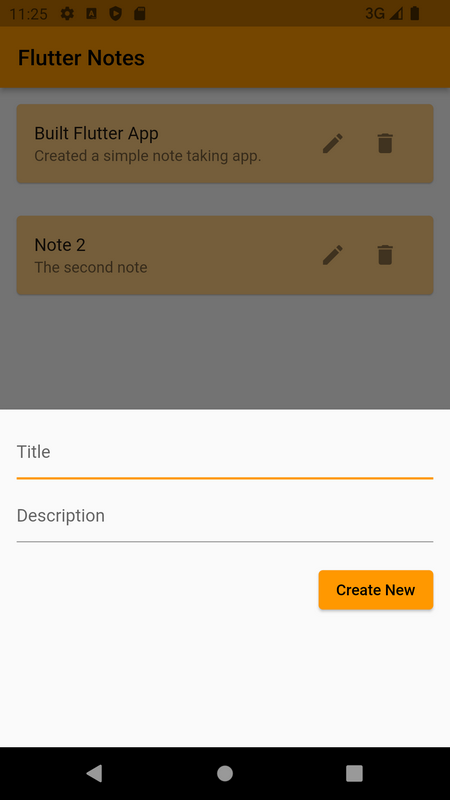 11:25 3G
Flutter Notes
Built Flutter App
Created a simple note taking app.
Note 2
The second note
Title
Description
Create New